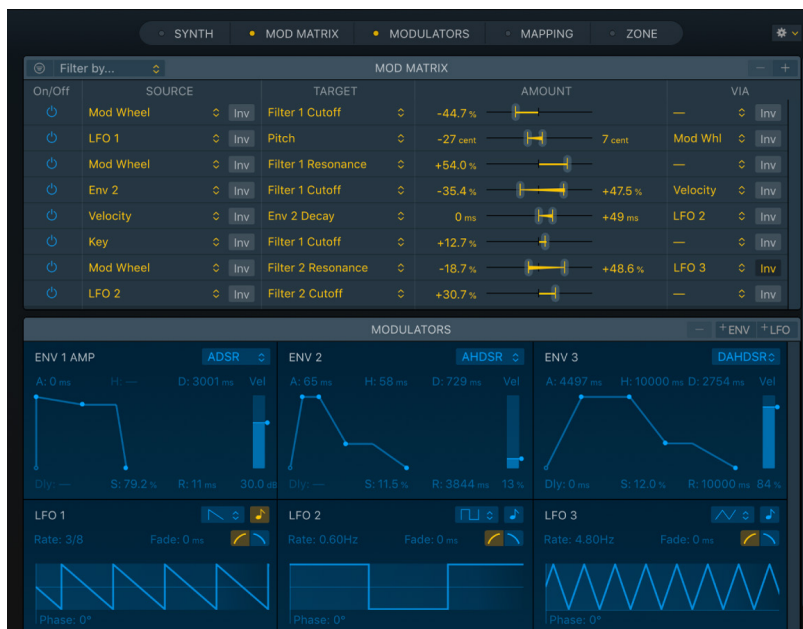 SYNTH MOD MATRIX MODULATORS MAPPING ZONE
Filter by... MOD MATRIX − +
On/Off SOURCE TARGET AMOUNT VIA
Mod Wheel Inv Filter 1 Cutoff -44.7 % — Inv
LFO 1 Inv Pitch -27 cent 7 cent Mod Whl Inv
Mod Wheel Inv Filter 1 Resonance +54.0 % — Inv
Env 2 Inv Filter 1 Cutoff -35.4 % +47.5 % Velocity Inv
Velocity Inv Env 2 Decay 0 ms +49 ms LFO 2 Inv
Key Inv Filter 1 Cutoff +12.7 % — Inv
Mod Wheel Inv Filter 2 Resonance -18.7 % +48.6 % LFO 3 Inv
LFO 2 Inv Filter 2 Cutoff +30.7 % — Inv
MODULATORS − +ENV +LFO
ENV 1 AMP ADSR ENV 2 AHDSR ENV 3 DAHDSR
A: 0 ms H: — D: 3001 ms Vel A: 65 ms H: 58 ms D: 729 ms Vel A: 4497 ms H: 10000 ms D: 2754 ms Vel
Dly: — S: 79.2 % R: 11 ms 30.0 dB Dly: — S: 11.5 % R: 3844 ms 13 % Dly: 0 ms S: 12.0 % R: 10000 ms 84 %
LFO 1 LFO 2 LFO 3
Rate: 3/8 Fade: 0 ms Rate: 0.60Hz Fade: 0 ms Rate: 4.80Hz Fade: 0 ms
Phase: 0° Phase: 0° Phase: 0°